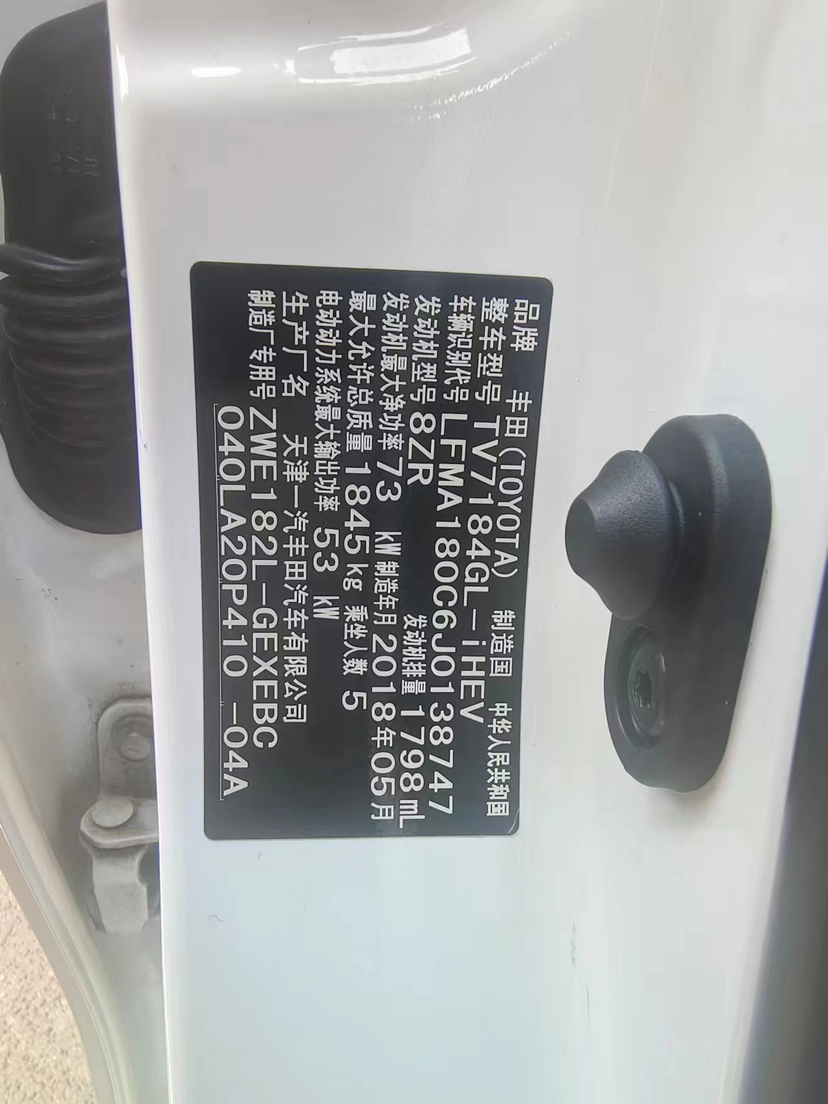 品牌 丰田(TOYOTA) 制造国 中华人民共和国
整车型号 TV7184GL-iHEV
车辆识别代号 LFMA180C6J0138747
发动机型号 8ZR 发动机排量 1798mL
发动机最大净功率 73 kW 制造年月 2018年05月
最大允许总质量 1845kg 乘坐人数 5
电动动力系统最大输出功率 53 kW
生产厂名 天津一汽丰田汽车有限公司
制造厂专用号 ZWE182L-GEXEBC
040LA20P410 -04A